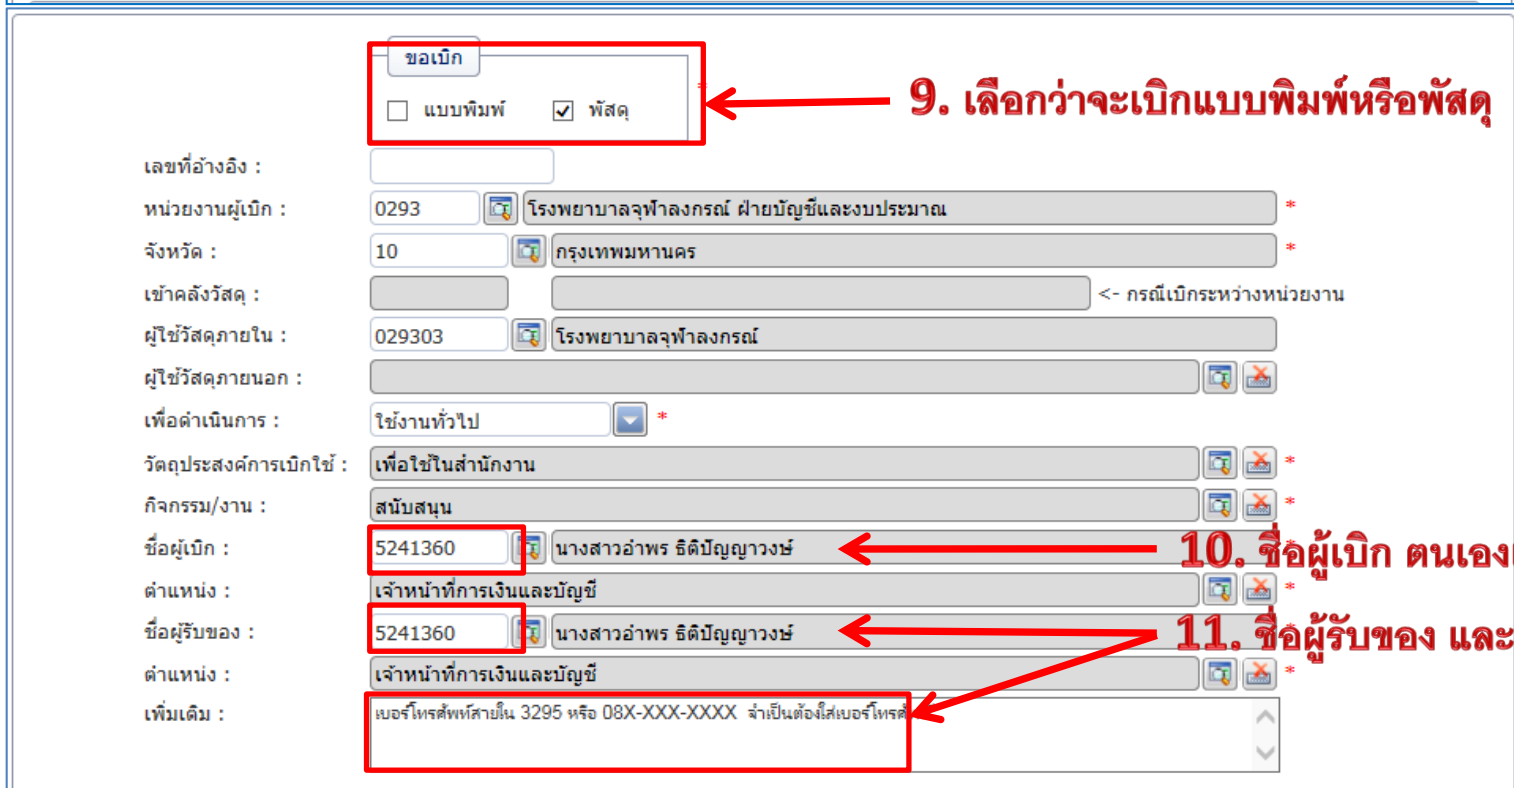 ขอเบิก
แบบพิมพ์ พัสดุ *
9. เลือกว่าจะเบิกแบบพิมพ์หรือพัสดุ
เลขที่อ้างอิง :
หน่วยงานผู้เบิก : 0293 โรงพยาบาลจุฬาลงกรณ์ ฝ่ายบัญชีและงบประมาณ *
จังหวัด : 10 กรุงเทพมหานคร *
เข้าคลังวัสดุ : <- กรณีเบิกระหว่างหน่วยงาน
ผู้ใช้วัสดุภายใน : 029303 โรงพยาบาลจุฬาลงกรณ์
ผู้ใช้วัสดุภายนอก :
เพื่อดำเนินการ : ใช้งานทั่วไป *
วัตถุประสงค์การเบิกใช้ : เพื่อใช้ในสำนักงาน *
กิจกรรม/งาน : สนับสนุน *
ชื่อผู้เบิก : 5241360 นางสาวอำพร ธิติปัญญาวงษ์ 10. ชื่อผู้เบิก ตนเอง
ตำแหน่ง : เจ้าหน้าที่การเงินและบัญชี *
ชื่อผู้รับของ : 5241360 นางสาวอำพร ธิติปัญญาวงษ์ 11. ชื่อผู้รับของ และ
ตำแหน่ง : เจ้าหน้าที่การเงินและบัญชี *
เพิ่มเติม : เบอร์โทรศัพท์สายใน 3295 หรือ 08X-XXX-XXXX จำเป็นต้องใส่เบอร์โทรศั